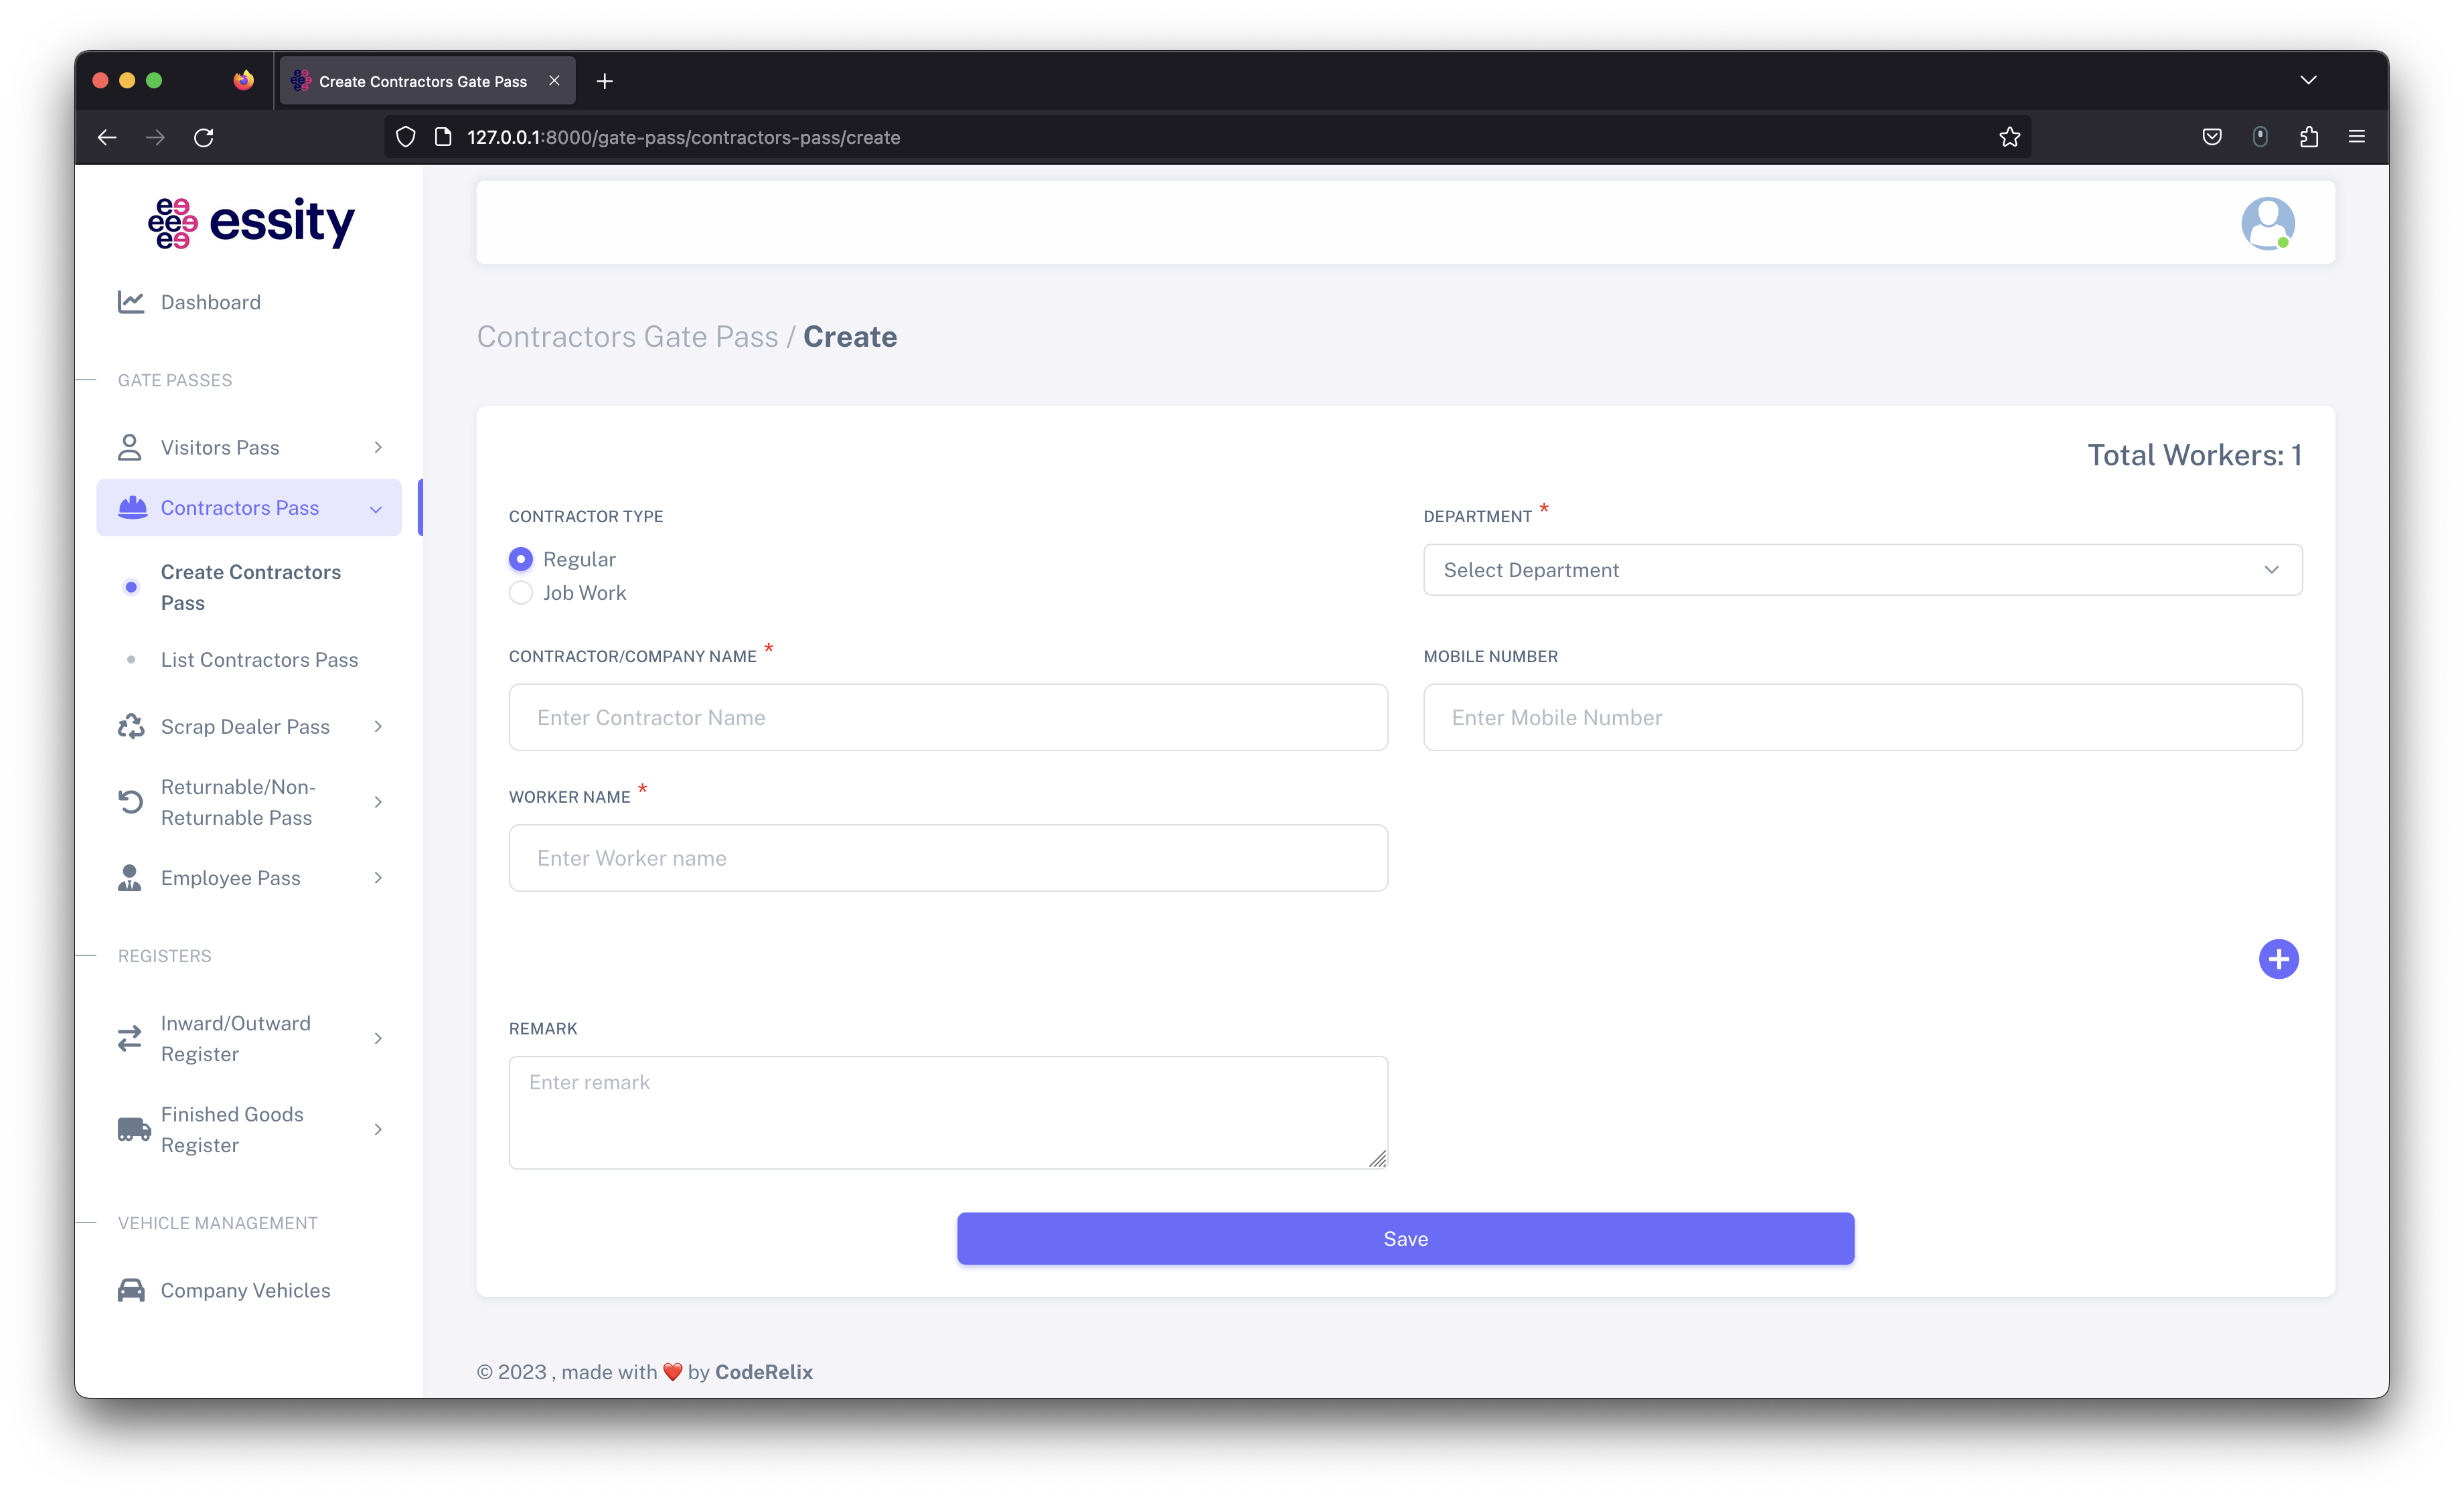 Create Contractors Gate Pass
127.0.0.1:8000/gate-pass/contractors-pass/create
essity
Dashboard
GATE PASSES
Visitors Pass
Contractors Pass
Create Contractors
Pass
List Contractors Pass
Scrap Dealer Pass
Returnable/Non-
Returnable Pass
Employee Pass
REGISTERS
Inward/Outward
Register
Finished Goods
Register
VEHICLE MANAGEMENT
Company Vehicles
Contractors Gate Pass / Create
Total Workers: 1
CONTRACTOR TYPE
Regular
Job Work
DEPARTMENT *
Select Department
CONTRACTOR/COMPANY NAME *
Enter Contractor Name
MOBILE NUMBER
Enter Mobile Number
WORKER NAME *
Enter Worker name
REMARK
Enter remark
Save
© 2023 , made with ❤️ by CodeRelix